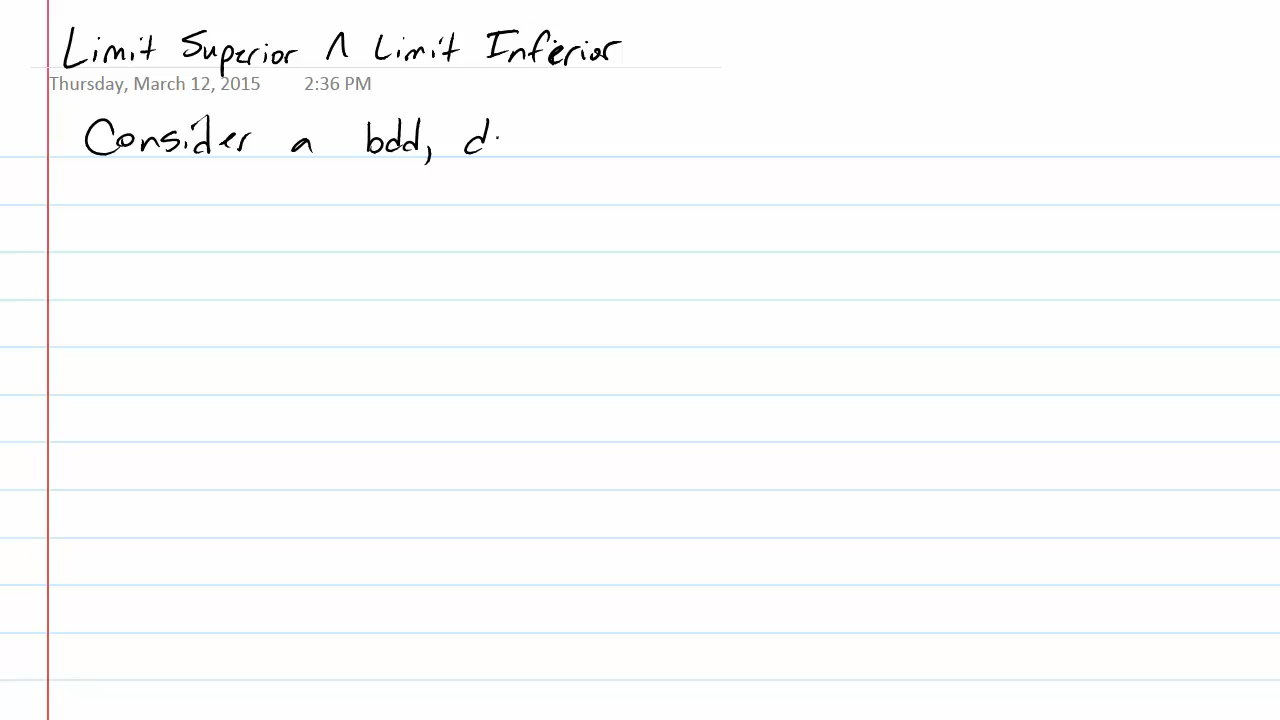 Limit Superior ∧ Limit Inferior
Thursday, March 12, 2015 2:36 PM
Consider a bdd, d